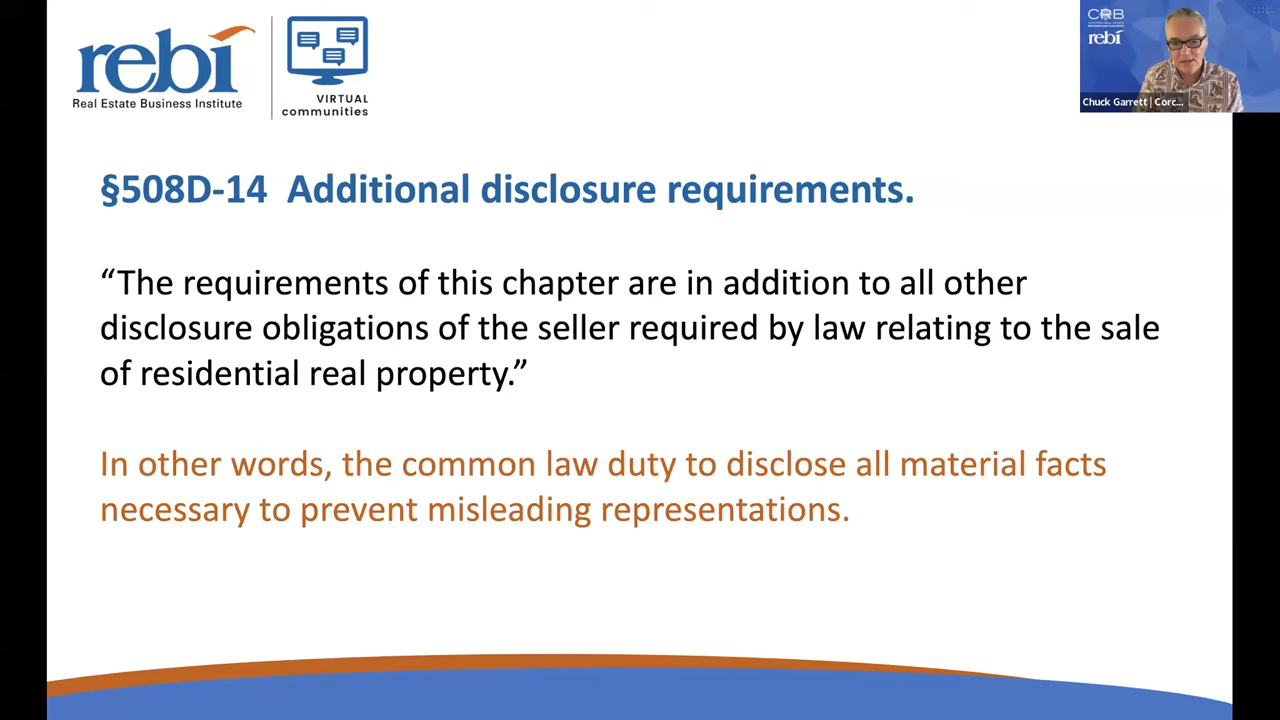 rebi
Real Estate Business Institute
VIRTUAL
communities
CRB
rebi
Chuck Garrett | Corc...
§508D-14 Additional disclosure requirements.
“The requirements of this chapter are in addition to all other
disclosure obligations of the seller required by law relating to the sale
of residential real property.”
In other words, the common law duty to disclose all material facts
necessary to prevent misleading representations.